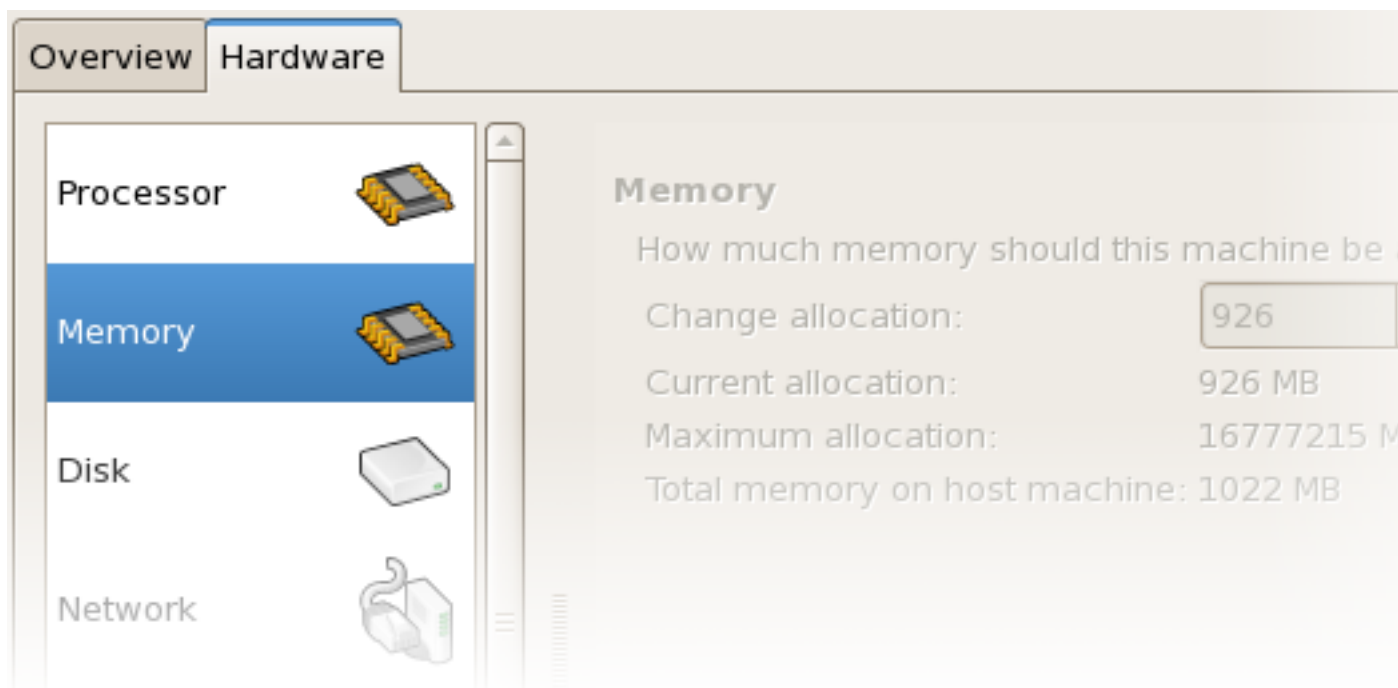 Overview Hardware
Processor
Memory
Disk
Network
Memory
How much memory should this machine be
Change allocation: 926
Current allocation: 926 MB
Maximum allocation: 16777215 M
Total memory on host machine: 1022 MB